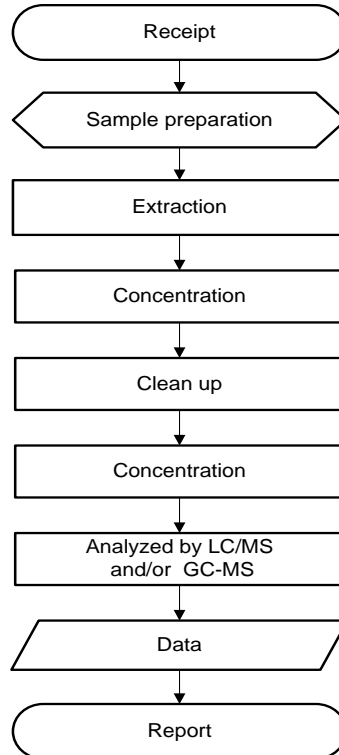 Receipt
Sample preparation
Extraction
Concentration
Clean up
Concentration
Analyzed by LC/MS
and/or GC-MS
Data
Report